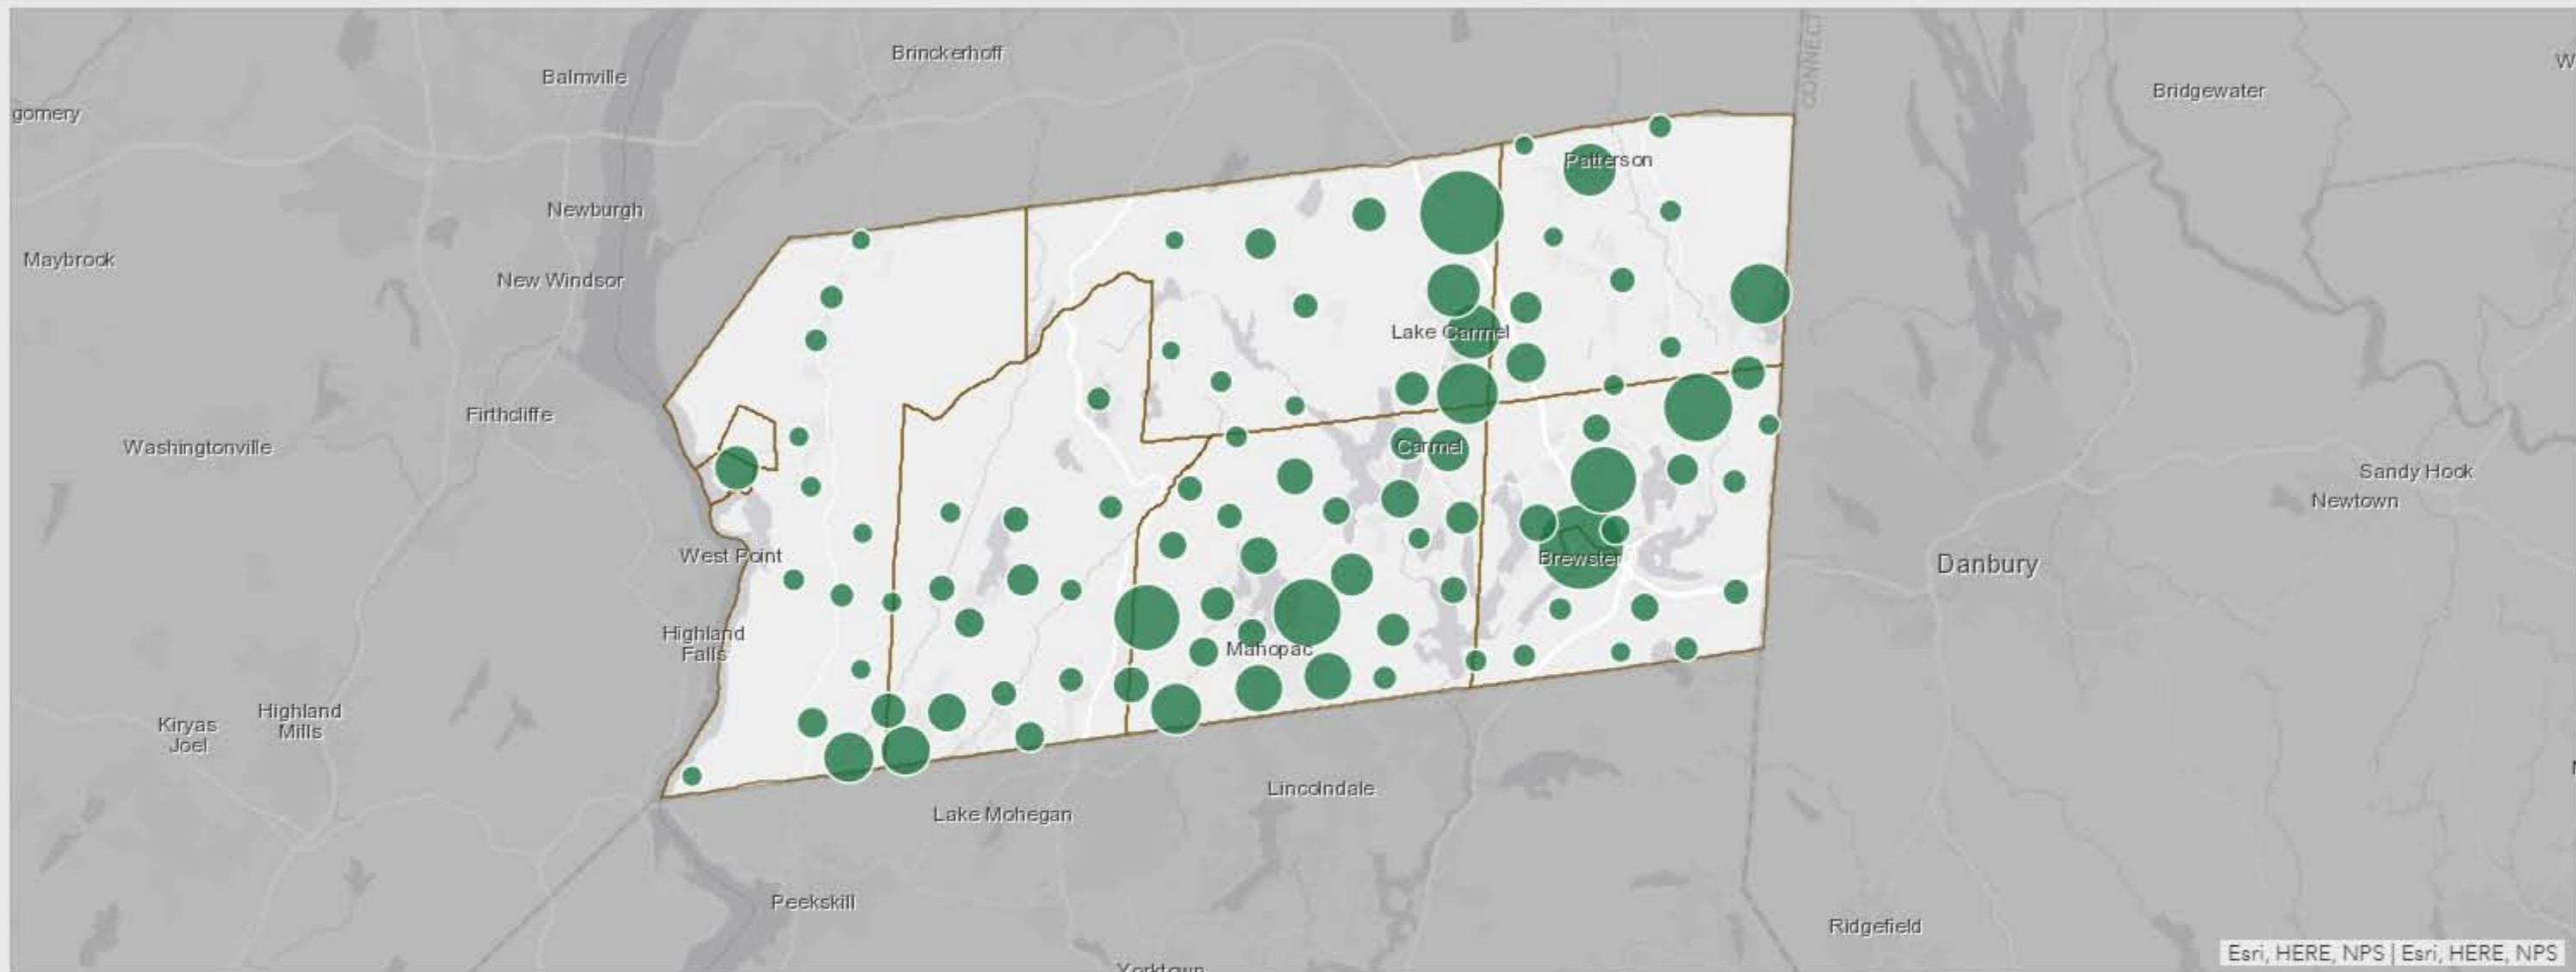 Brinckerhoff
Balmville
CONNECT
Bridgewater
W
gomery
Patterson
Newburgh
Maybrook
New Windsor
Lake Carmel
Firthcliffe
Washingtonville
Carmel
Sandy Hook
Newtown
West Point
Brewster
Danbury
Highland
Falls
Mahopac
Kiryas
Joel
Highland
Mills
Lincolndale
Lake Mohegan
Peekskill
Ridgefield
Esri, HERE, NPS | Esri, HERE, NPS
Yorktown